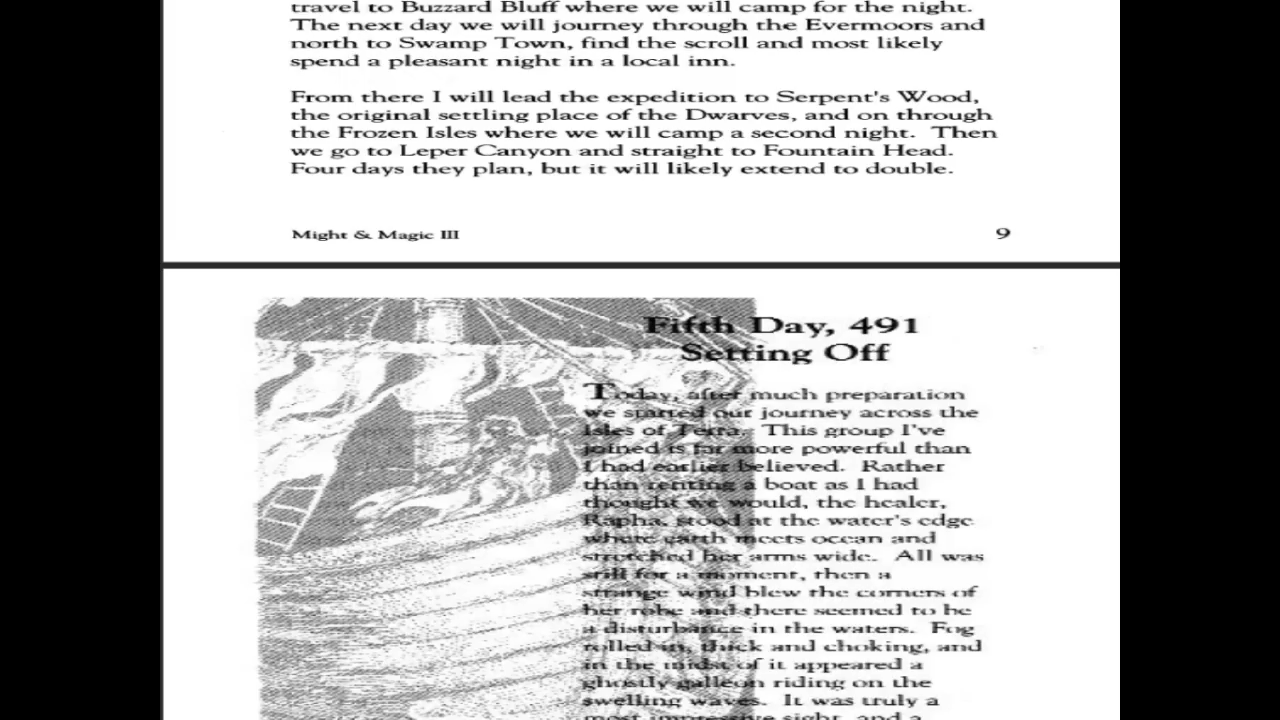 travel to Buzzard Bluff where we will camp for the night.
The next day we will journey through the Evermoors and
north to Swamp Town, find the scroll and most likely
spend a pleasant night in a local inn.
From there I will lead the expedition to Serpent's Wood,
the original settling place of the Dwarves, and on through
the Frozen Isles where we will camp a second night. Then
we go to Leper Canyon and straight to Fountain Head.
Four days they plan, but it will likely extend to double.
Might & Magic III
9
Fifth Day, 491
Setting Off
Today, after much preparation
we started our journey across the
Isles of Terra. This group I've
joined is far more powerful than
I had earlier believed. Rather
than renting a boat as I had
thought we would, the healer,
Rapha, stood at the water's edge
where earth meets ocean and
stretched her arms wide. All was
still for a moment, then a
strange wind blew the corners of
her robe and there seemed to be
a disturbance in the waters. Fog
rolled in, thick and choking, and
in the midst of it appeared a
ghostly galleon riding on the
swelling waves. It was truly a
most impressive sight, and a